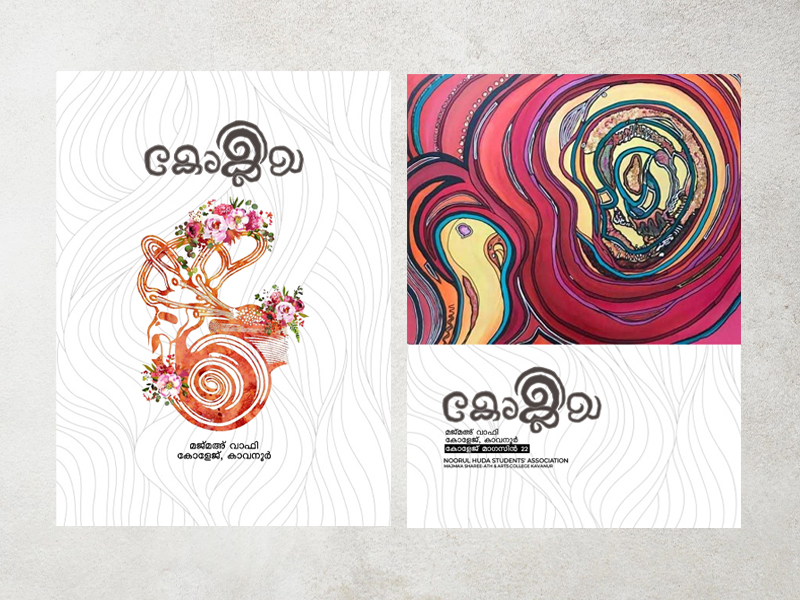 കോക്ലിയ
മജ്മഅ് വാഫി
കോളേജ്, കാവനൂർ
കോക്ലിയ
മജ്മഅ് വാഫി
കോളേജ്, കാവനൂർ
കോളേജ് മാഗസിൻ 22
NOORUL HUDA STUDENTS' ASSOCIATION
MAJMAA SHAREE-ATH & ARTS COLLEGE KAVANUR